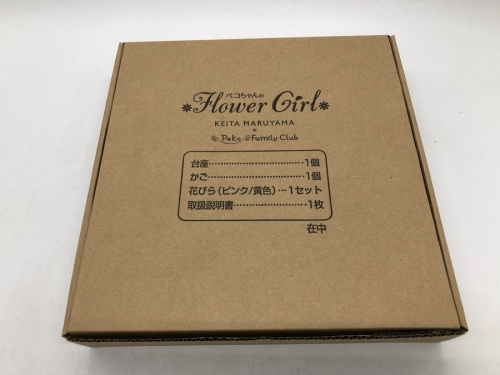 ペコちゃんの
Flower Girl
KEITA MARUYAMA
×
Peko Family Club
台座……………………………1個
かご……………………………1個
花びら(ピンク/黄色)…1セット
取扱説明書……………………1枚
在中